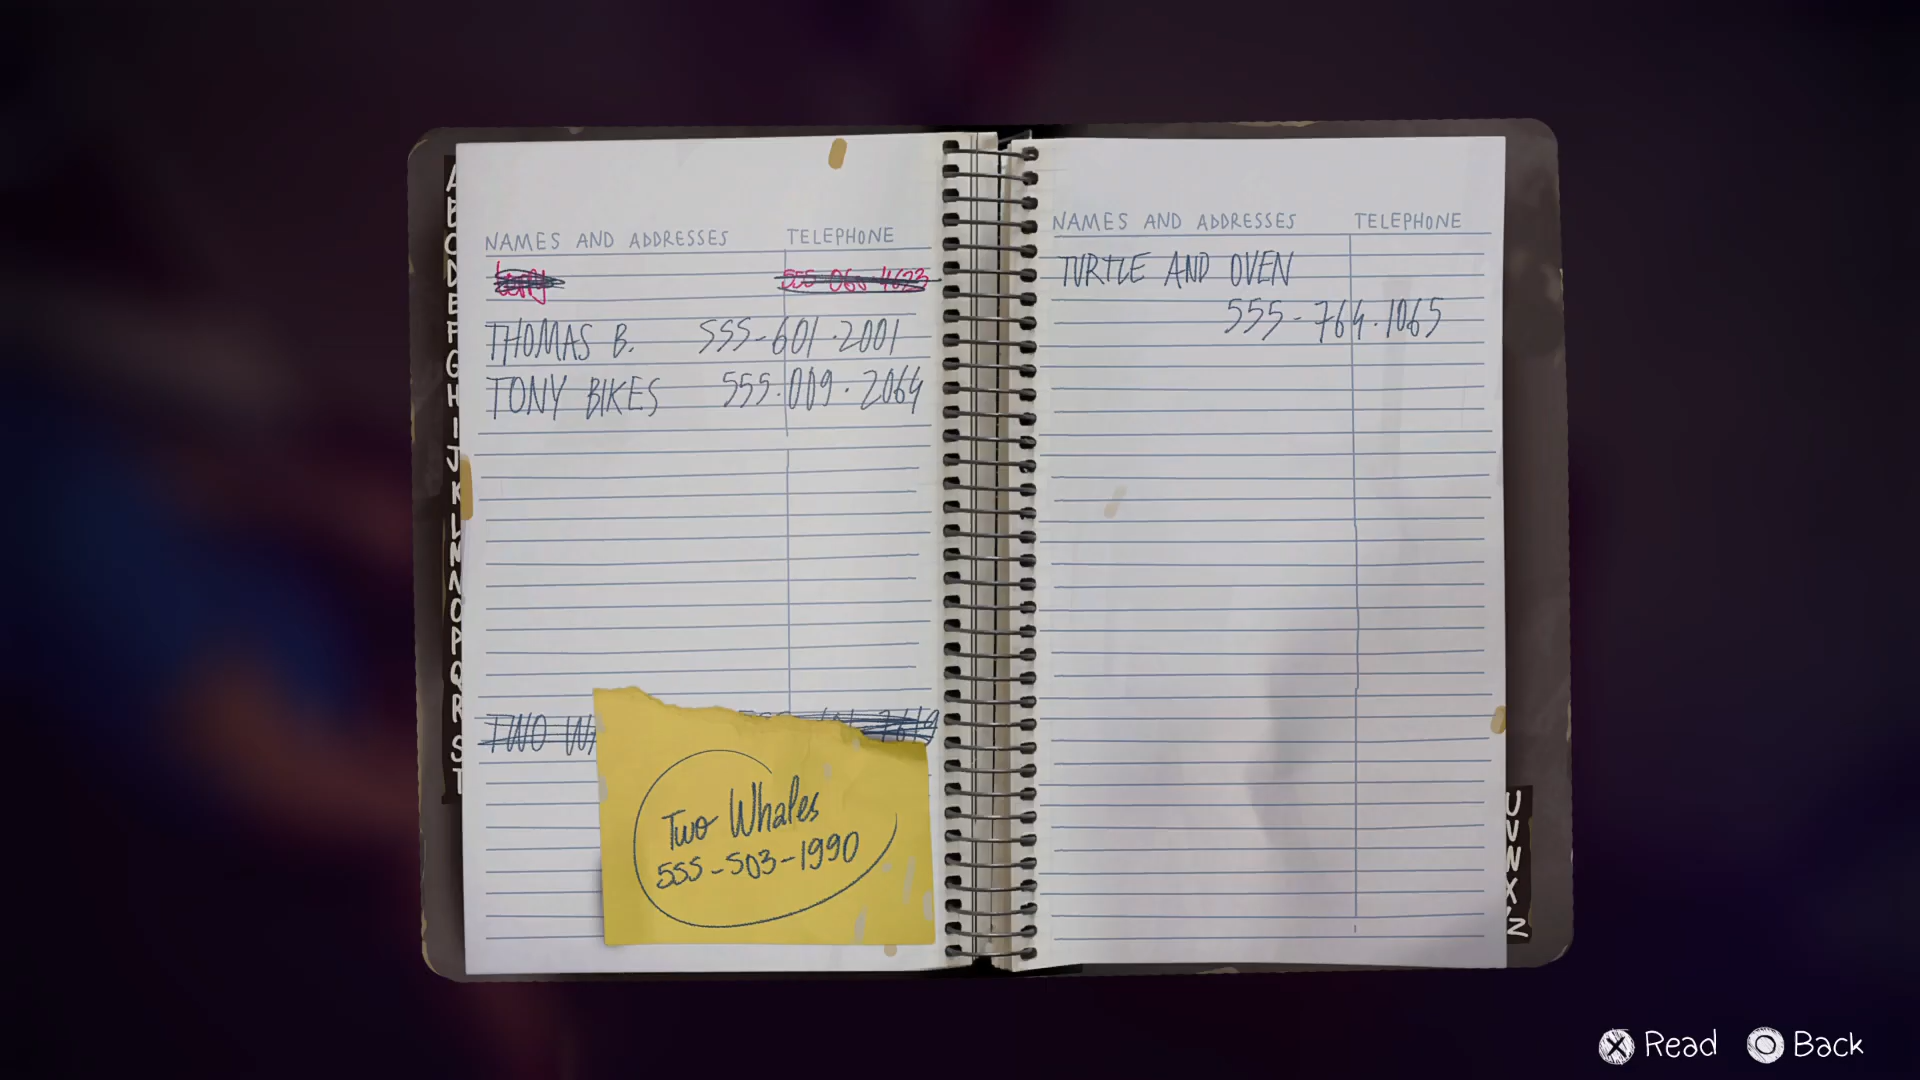 A
B
C
D
E
F
G
H
I
J
K
L
M
N
O
P
Q
R
S
T
NAMES AND ADDRESSES TELEPHONE
THOMAS B. 555-601.2001
TONY BIKES 555.009.2064
TWO
Two Whales
555-503-1990
NAMES AND ADDRESSES TELEPHONE
TURTLE AND OVEN
555-764.1065
U
V
W
X
Z
Read Back